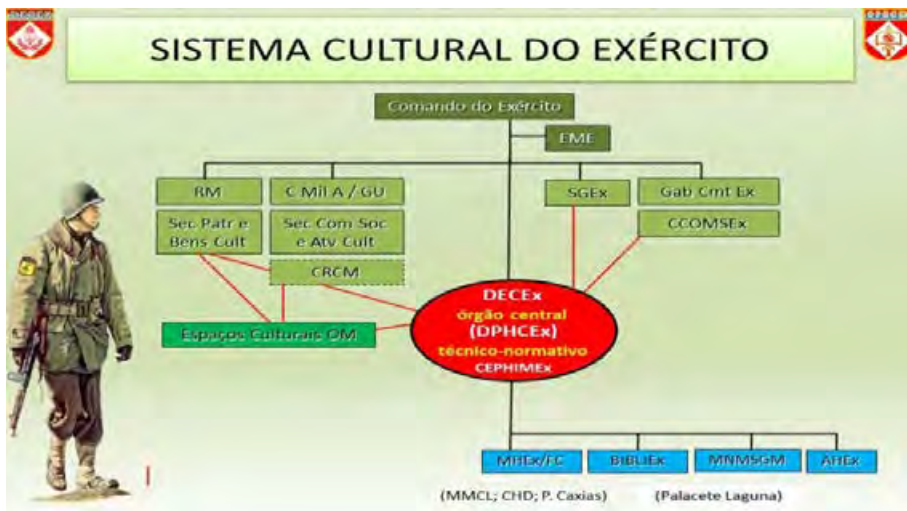 SISTEMA CULTURAL DO EXÉRCITO
Comando do Exército
EME
RM
C Mil A / GU
SGEx
Gab Cmt Ex
Sec Patr e
Bens Cult
Sec Com Soc
e Atv Cult
CCOMSEx
CRCM
DECEx
órgão central
(DPHCEx)
técnico-normativo
CEPHIMEx
Espaços Culturais OM
MHEx/FC
BIBLIEx
MNMSGM
AHEx
(MMCL; CHD; P. Caxias)
(Palacete Laguna)